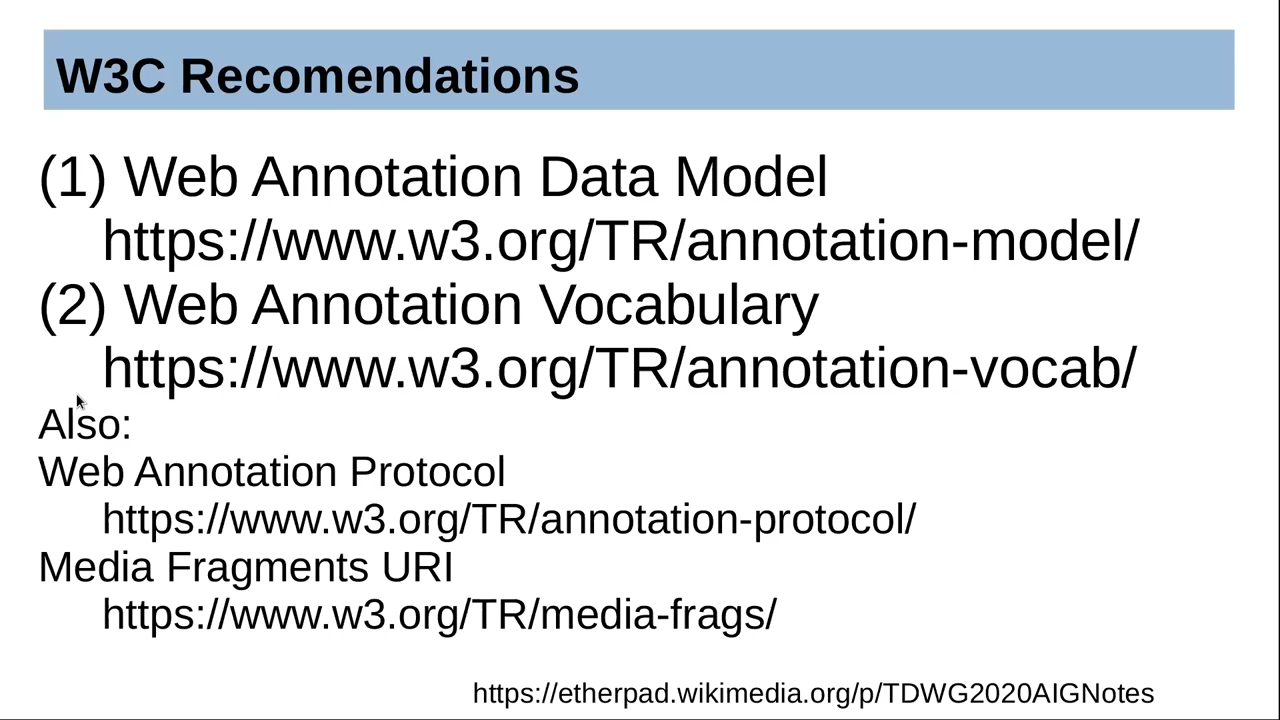 W3C Recomendations
(1) Web Annotation Data Model
https://www.w3.org/TR/annotation-model/
(2) Web Annotation Vocabulary
https://www.w3.org/TR/annotation-vocab/
Also:
Web Annotation Protocol
https://www.w3.org/TR/annotation-protocol/
Media Fragments URI
https://www.w3.org/TR/media-frags/
https://etherpad.wikimedia.org/p/TDWG2020AIGNotes